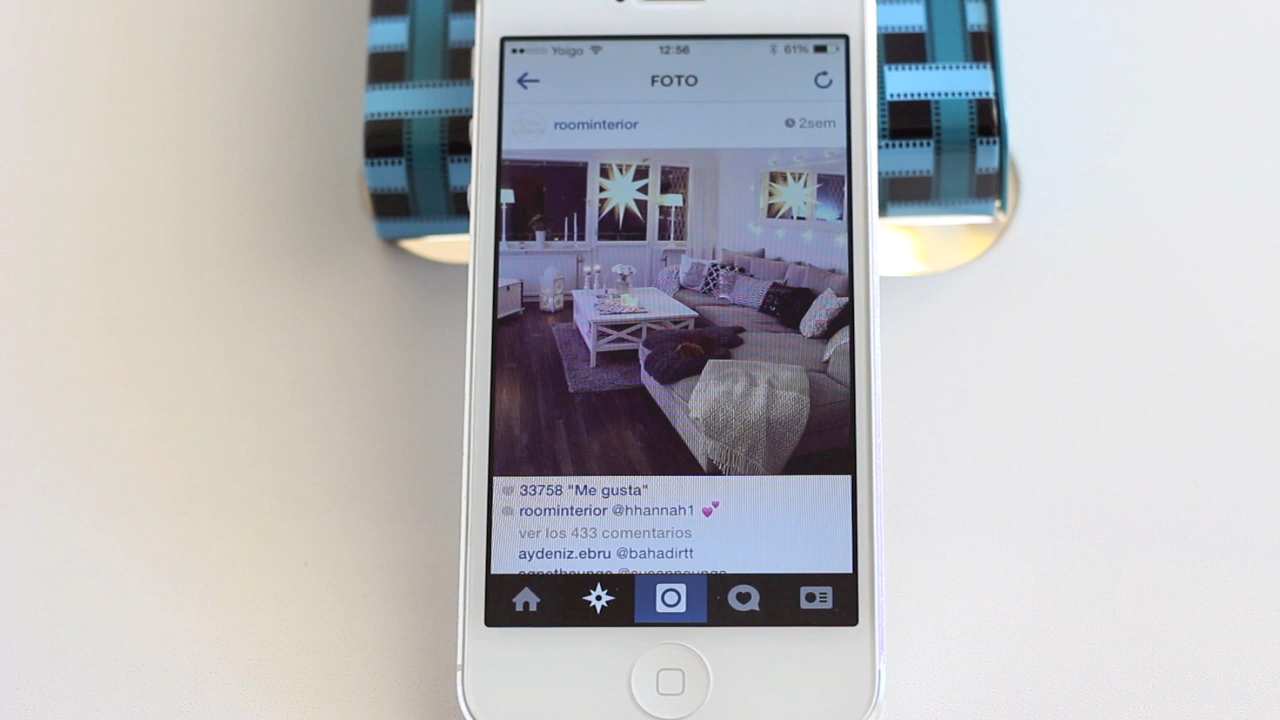 Yoigo 12:56 61%
FOTO
roominterior 2sem
33758 "Me gusta"
roominterior @hhannah1 💕
ver los 433 comentarios
aydeniz.ebru @bahadirtt